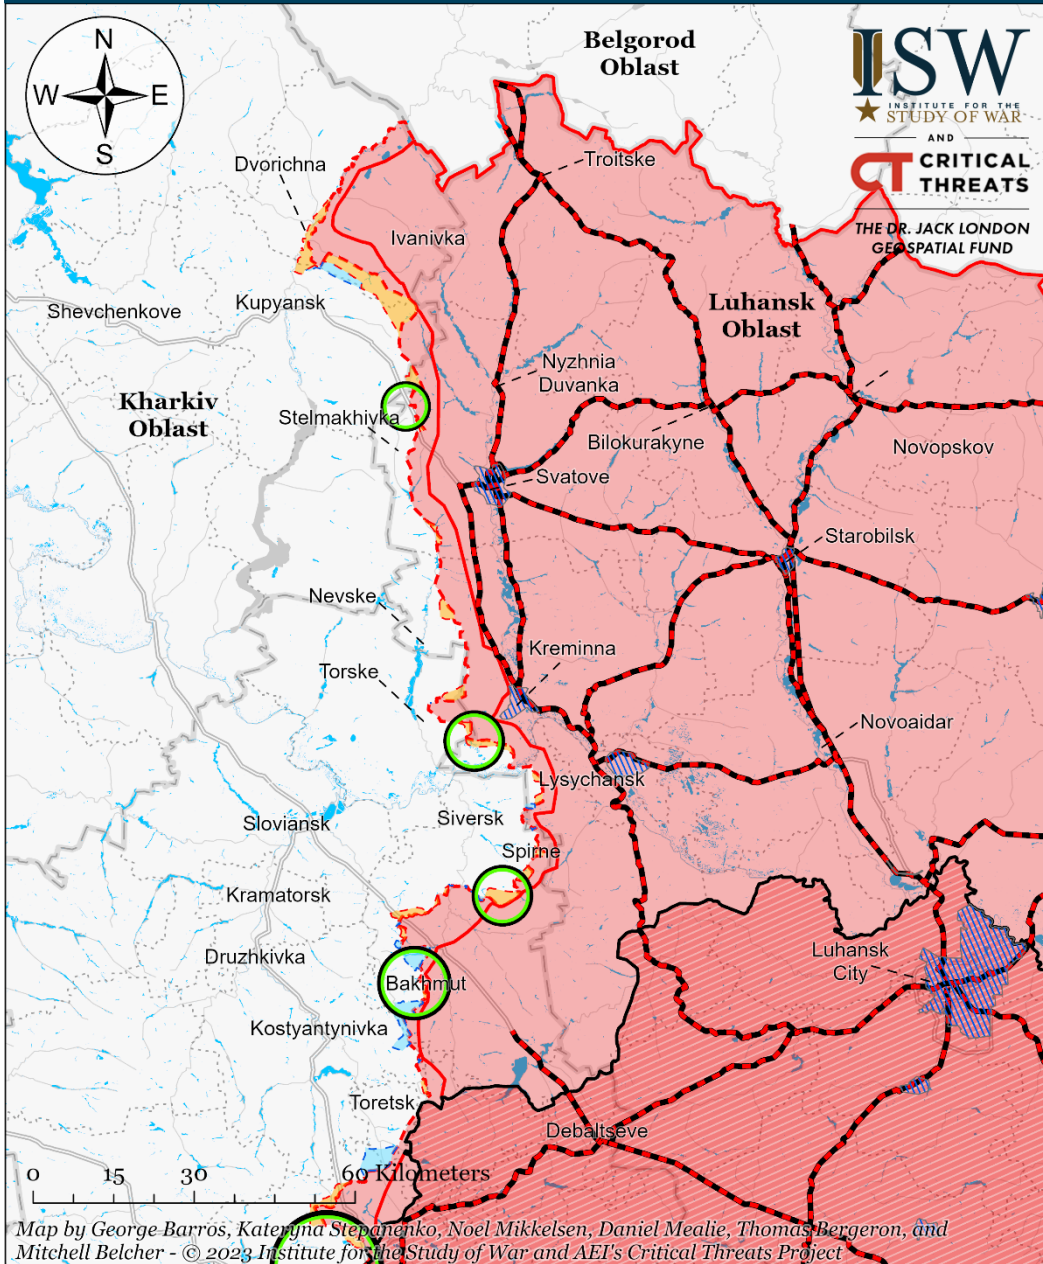 N
W
E
S
Belgorod
Oblast
ISW
INSTITUTE FOR THE
STUDY OF WAR
AND
CT CRITICAL
THREATS
THE DR. JACK LONDON
GEOSPATIAL FUND
Dvorichna
Troitske
Ivanivka
Kupyansk
Shevchenkove
Luhansk
Oblast
Nyzhnia
Duvanka
Kharkiv
Oblast
Stelmakhivka
Bilokurakyne
Novopskov
Svatove
Starobilsk
Nevske
Kreminna
Torske
Novoaidar
Lysychansk
Siversk
Sloviansk
Spirne
Kramatorsk
Druzhkivka
Luhansk
City
Bakhmut
Kostyantynivka
Toretsk
Debaltseve
0 15 30 60 Kilometers
Map by George Barros, Kateryna Stepanenko, Noel Mikkelsen, Daniel Mealie, Thomas Bergeron, and
Mitchell Belcher - © 2023 Institute for the Study of War and AEI's Critical Threats Project